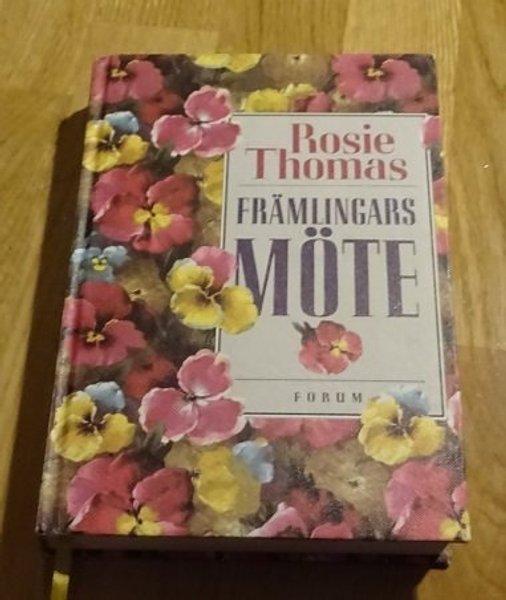 Rosie
Thomas
FRÄMLINGARS
MÖTE
FORUM